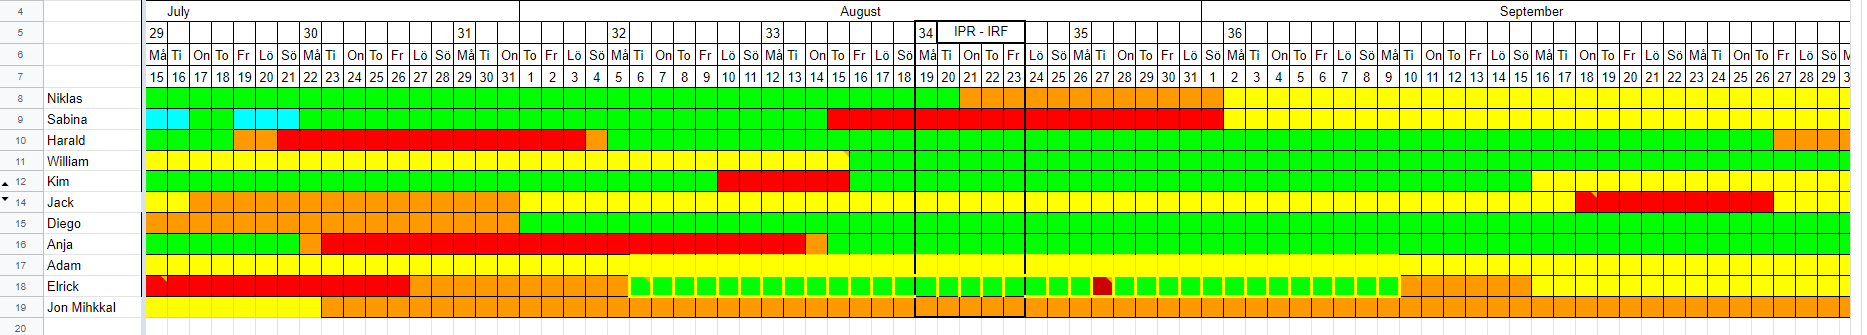 4 July August September
5 29 30 31 32 33 34 IPR - IRF 35 36
6 Må Ti On To Fr Lö Sö Må Ti On To Fr Lö Sö Må Ti On To Fr Lö Sö Må Ti On To Fr Lö Sö Må Ti On To Fr Lö Sö Må Ti On To Fr Lö Sö Må Ti On To Fr Lö Sö Må Ti On To Fr Lö Sö Må Ti On To Fr Lö Sö Må Ti On To Fr Lö Sö Må Ti On To Fr Lö Sö
7 15 16 17 18 19 20 21 22 23 24 25 26 27 28 29 30 31 1 2 3 4 5 6 7 8 9 10 11 12 13 14 15 16 17 18 19 20 21 22 23 24 25 26 27 28 29 30 31 1 2 3 4 5 6 7 8 9 10 11 12 13 14 15 16 17 18 19 20 21 22 23 24 25 26 27 28 29
8 Niklas
9 Sabina
10 Harald
11 William
12 Kim
14 Jack
15 Diego
16 Anja
17 Adam
18 Elrick
19 Jon Mihkkal
20